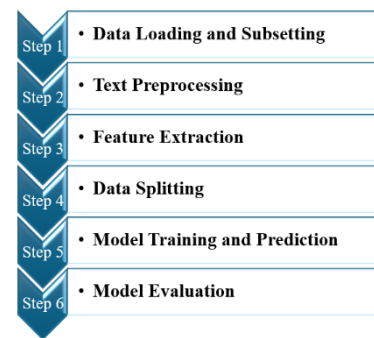 Step 1
• Data Loading and Subsetting
Step 2
• Text Preprocessing
Step 3
• Feature Extraction
Step 4
• Data Splitting
Step 5
• Model Training and Prediction
Step 6
• Model Evaluation